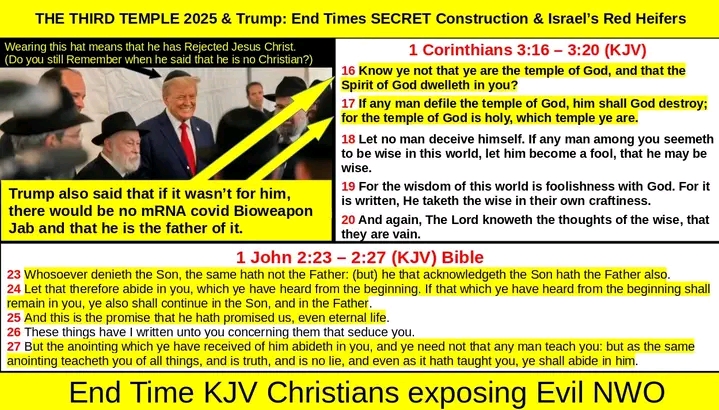 THE THIRD TEMPLE 2025 & Trump: End Times SECRET Construction & Israel's Red Heifers
Wearing this hat means that he has Rejected Jesus Christ.
(Do you still Remember when he said that he is no Christian?)
Trump also said that if it wasn't for him,
there would be no mRNA covid Bioweapon
Jab and that he is the father of it.
1 Corinthians 3:16 – 3:20 (KJV)
16 Know ye not that ye are the temple of God, and that the
Spirit of God dwelleth in you?
17 If any man defile the temple of God, him shall God destroy;
for the temple of God is holy, which temple ye are.
18 Let no man deceive himself. If any man among you seemeth
to be wise in this world, let him become a fool, that he may be
wise.
19 For the wisdom of this world is foolishness with God. For it
is written, He taketh the wise in their own craftiness.
20 And again, The Lord knoweth the thoughts of the wise, that
they are vain.
1 John 2:23 – 2:27 (KJV) Bible
23 Whosoever denieth the Son, the same hath not the Father: (but) he that acknowledgeth the Son hath the Father also.
24 Let that therefore abide in you, which ye have heard from the beginning. If that which ye have heard from the beginning shall
remain in you, ye also shall continue in the Son, and in the Father.
25 And this is the promise that he hath promised us, even eternal life.
26 These things have I written unto you concerning them that seduce you.
27 But the anointing which ye have received of him abideth in you, and ye need not that any man teach you: but as the same
anointing teacheth you of all things, and is truth, and is no lie, and even as it hath taught you, ye shall abide in him.
End Time KJV Christians exposing Evil NWO